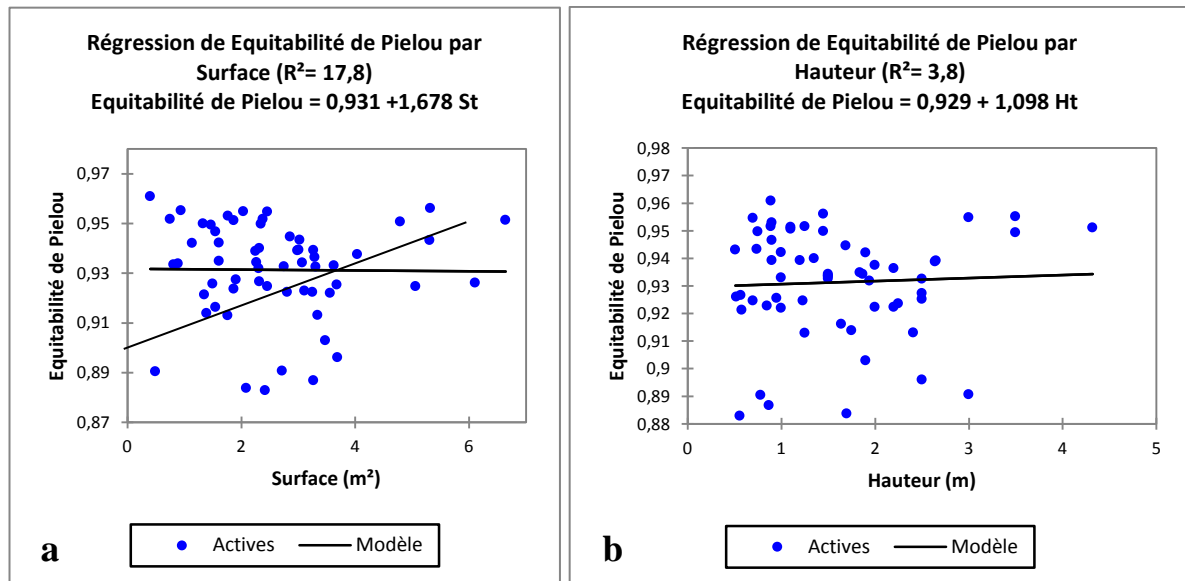 Régression de Equitabilité de Pielou par
Surface (R²= 17,8)
Equitabilité de Pielou = 0,931 +1,678 St
Equitabilité de Pielou
0,97
0,95
0,93
0,91
0,89
0,87
0
2
4
6
Surface (m²)
a
Actives
Modèle
Régression de Equitabilité de Pielou par
Hauteur (R²= 3,8)
Equitabilité de Pielou = 0,929 + 1,098 Ht
Equitabilité de Pielou
0,98
0,97
0,96
0,95
0,94
0,93
0,92
0,91
0,9
0,89
0,88
0
1
2
3
4
5
Hauteur (m)
b
Actives
Modèle